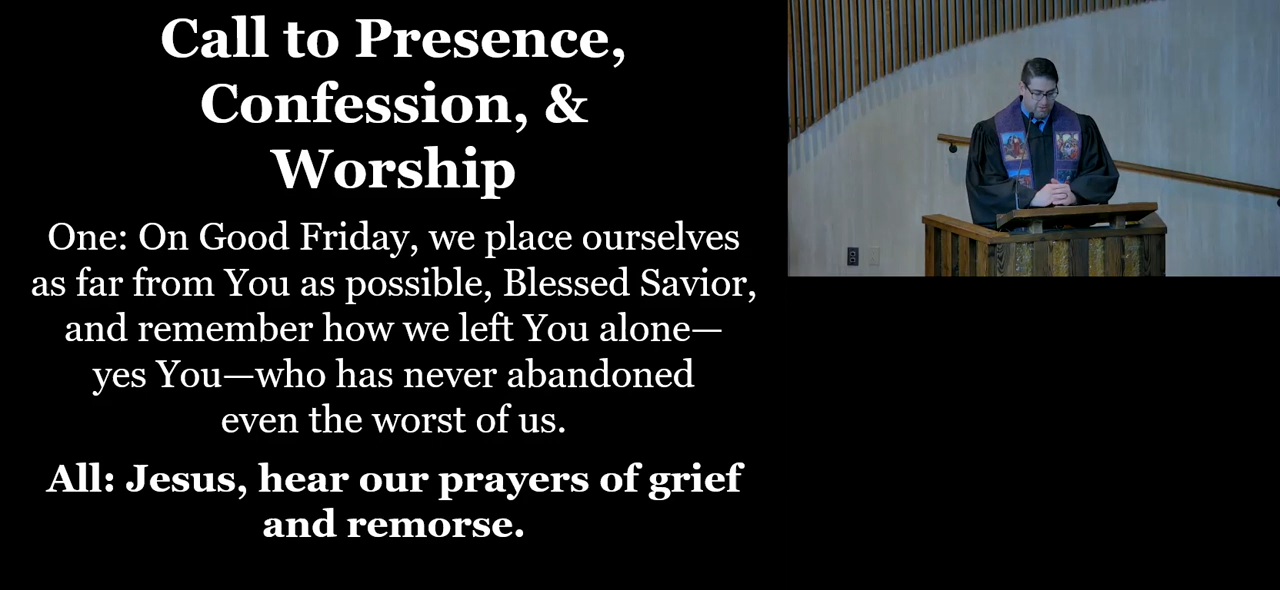 Call to Presence,
Confession, &
Worship
One: On Good Friday, we place ourselves
as far from You as possible, Blessed Savior,
and remember how we left You alone—
yes You—who has never abandoned
even the worst of us.
All: Jesus, hear our prayers of grief
and remorse.